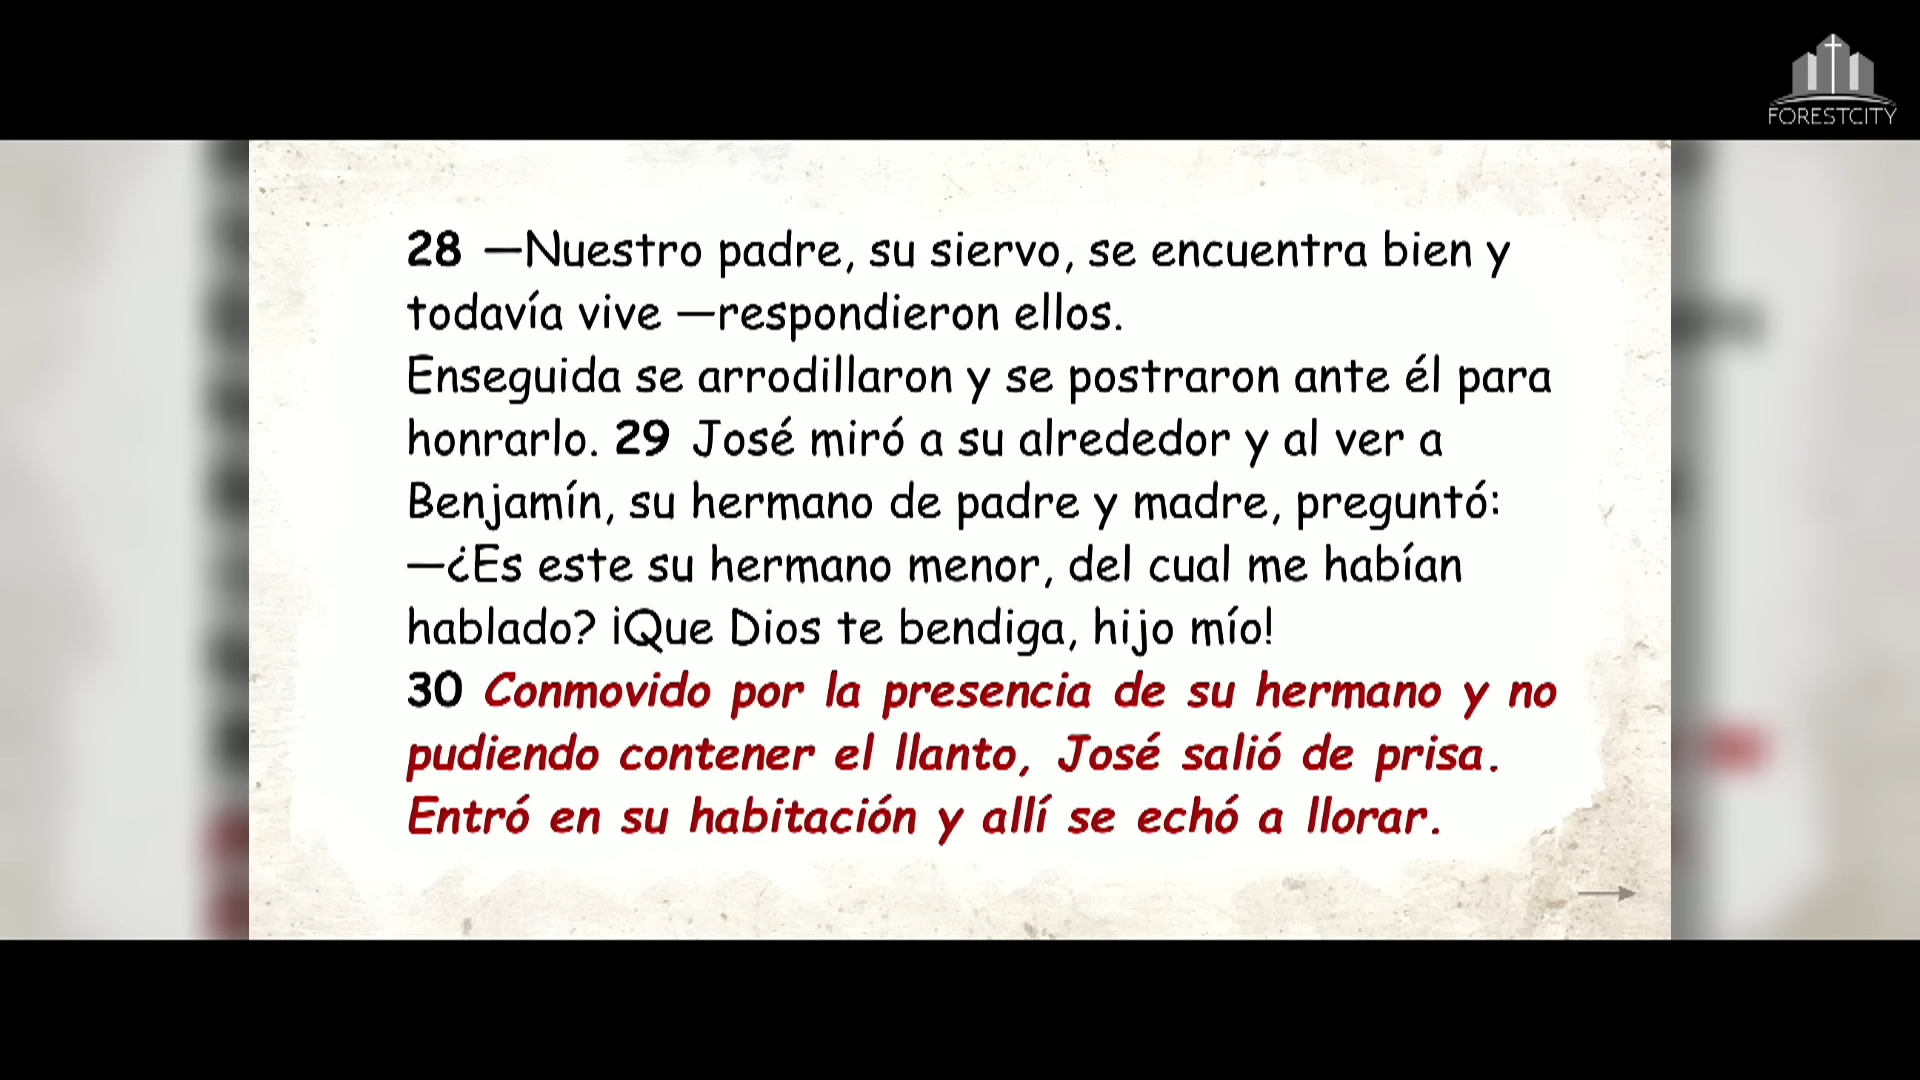 FORESTCITY
28 —Nuestro padre, su siervo, se encuentra bien y
todavía vive —respondieron ellos.
Enseguida se arrodillaron y se postraron ante él para
honrarlo. 29 José miró a su alrededor y al ver a
Benjamín, su hermano de padre y madre, preguntó:
—¿Es este su hermano menor, del cual me habían
hablado? ¡Que Dios te bendiga, hijo mío!
30 Conmovido por la presencia de su hermano y no
pudiendo contener el llanto, José salió de prisa.
Entró en su habitación y allí se echó a llorar.